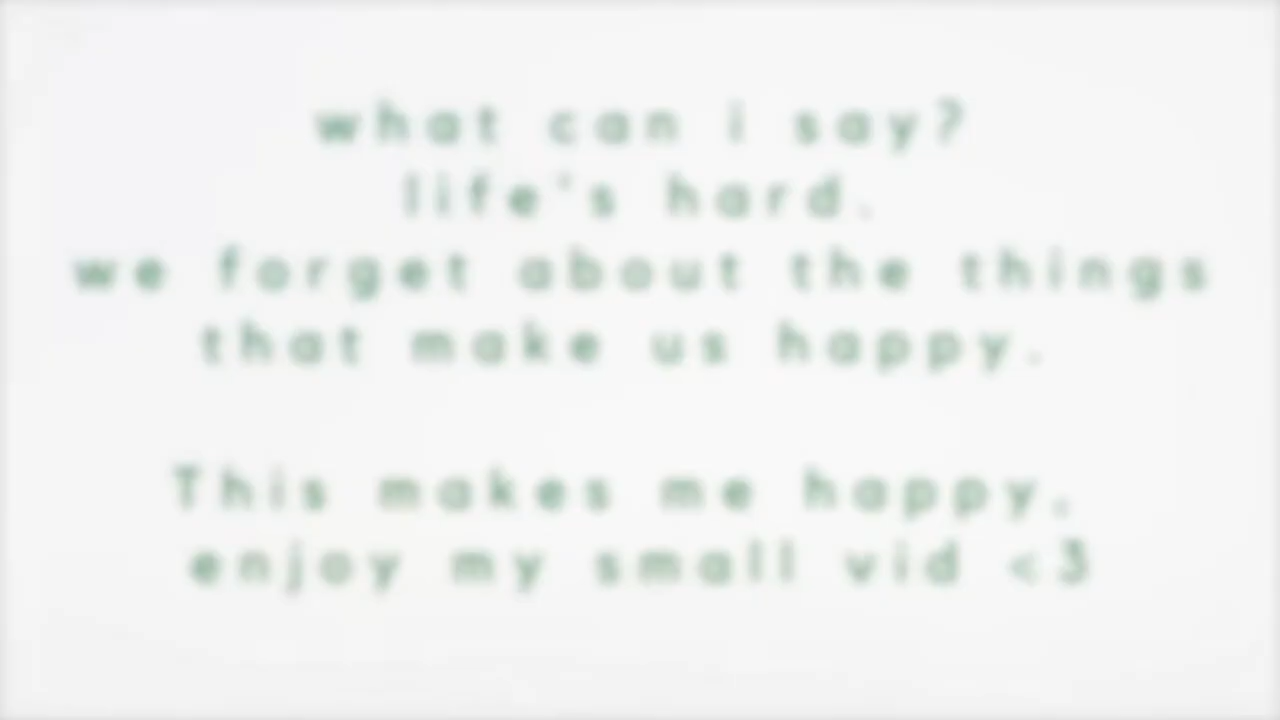 what can i say?
life's hard.
we forget about the things
that make us happy.
This makes me happy,
enjoy my small vid <3